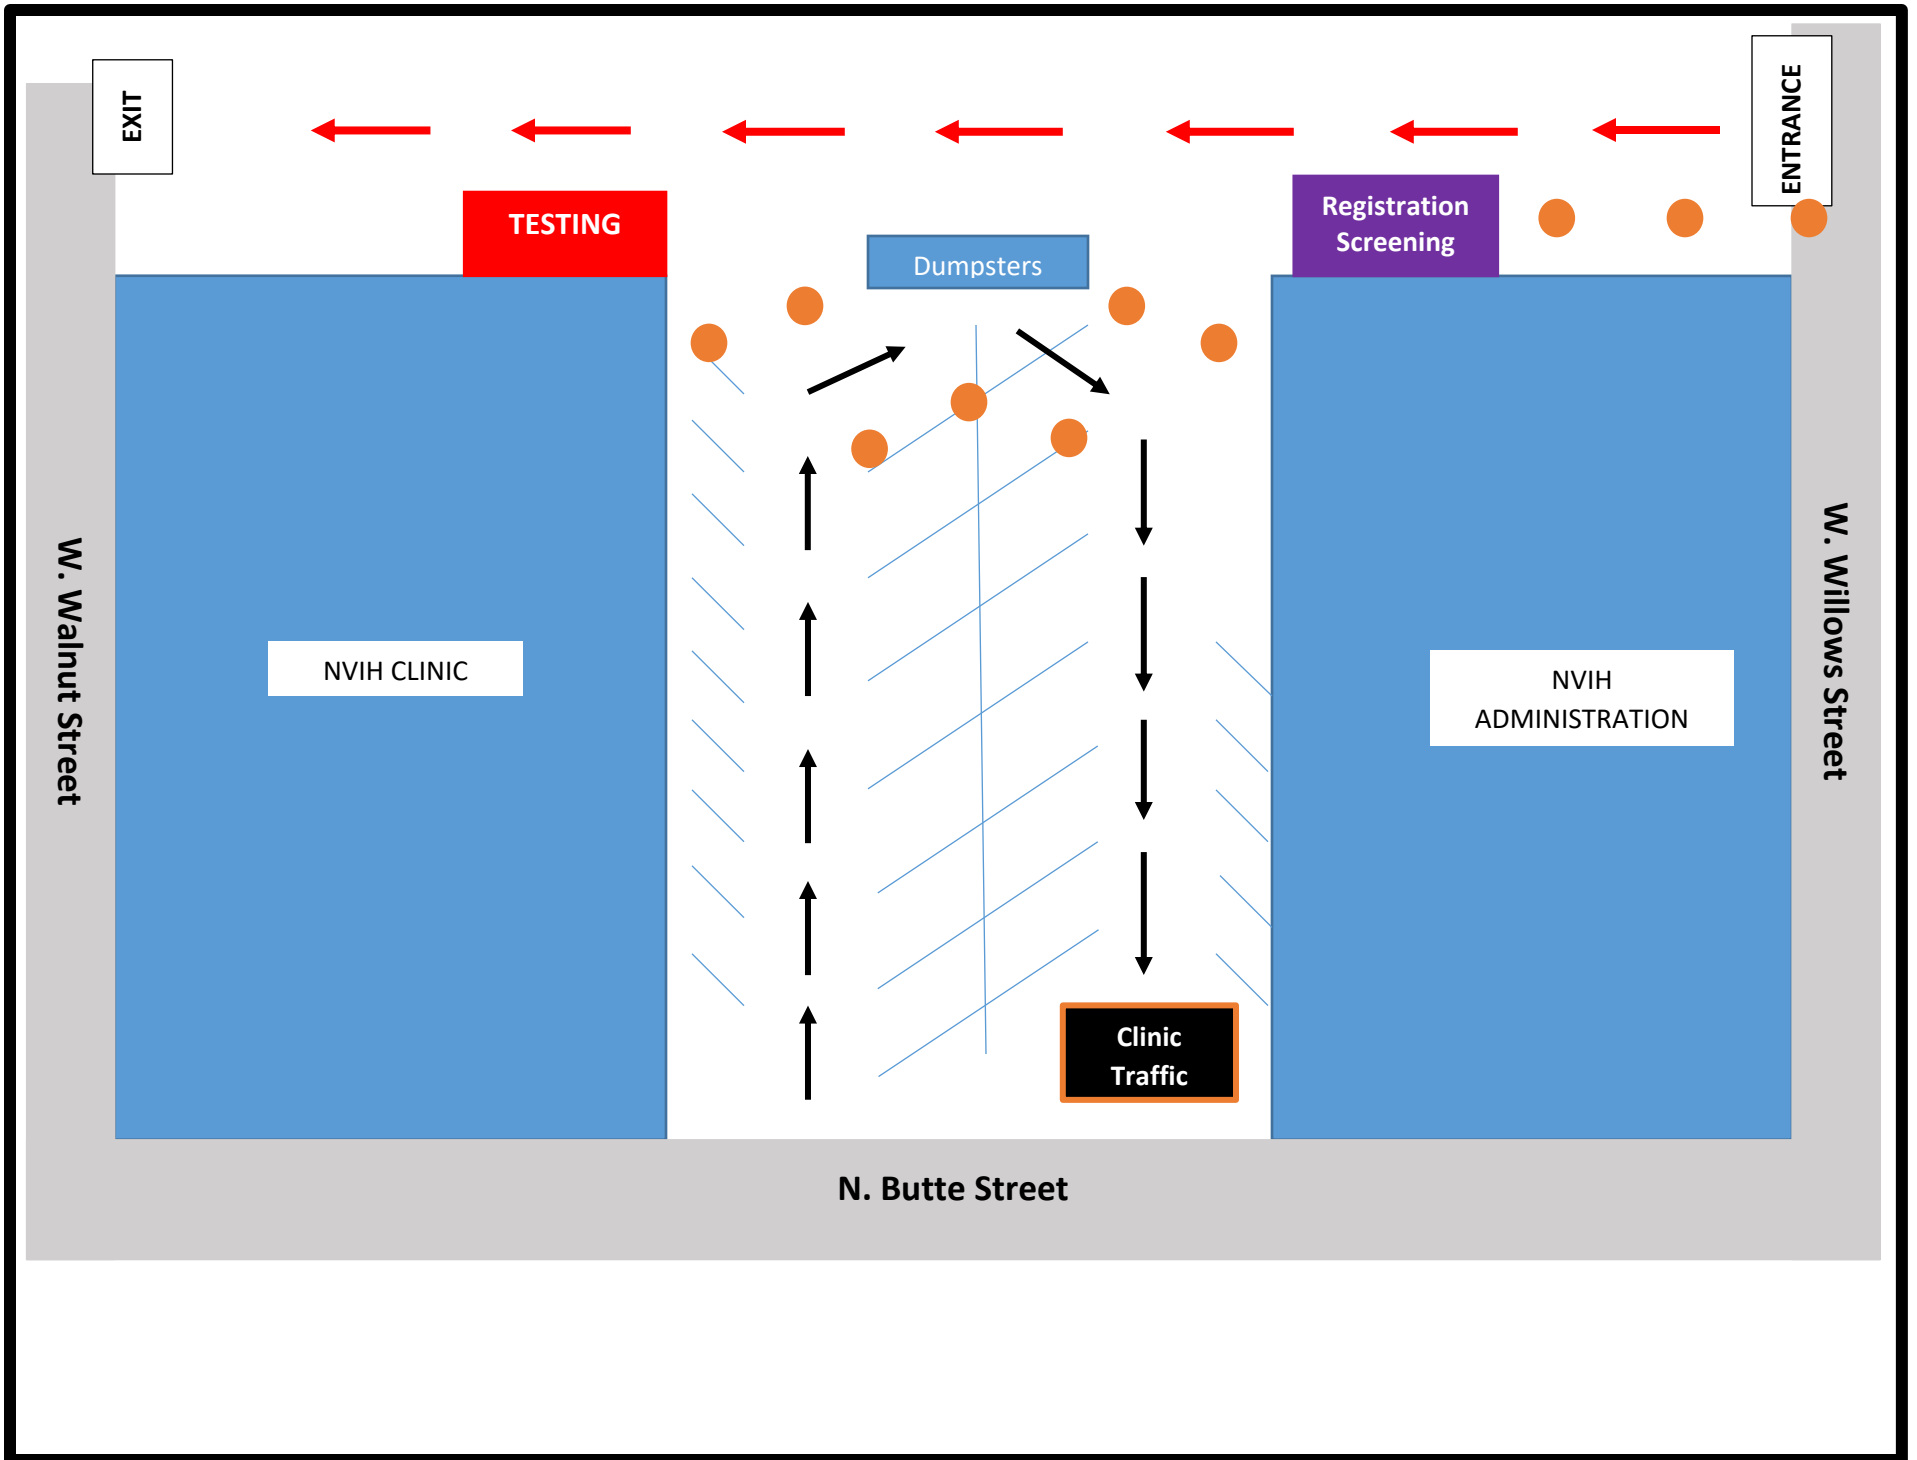 EXIT
ENTRANCE
TESTING
Registration
Screening
Dumpsters
W. Walnut Street
NVIH CLINIC
NVIH
ADMINISTRATION
W. Willows Street
Clinic
Traffic
N. Butte Street